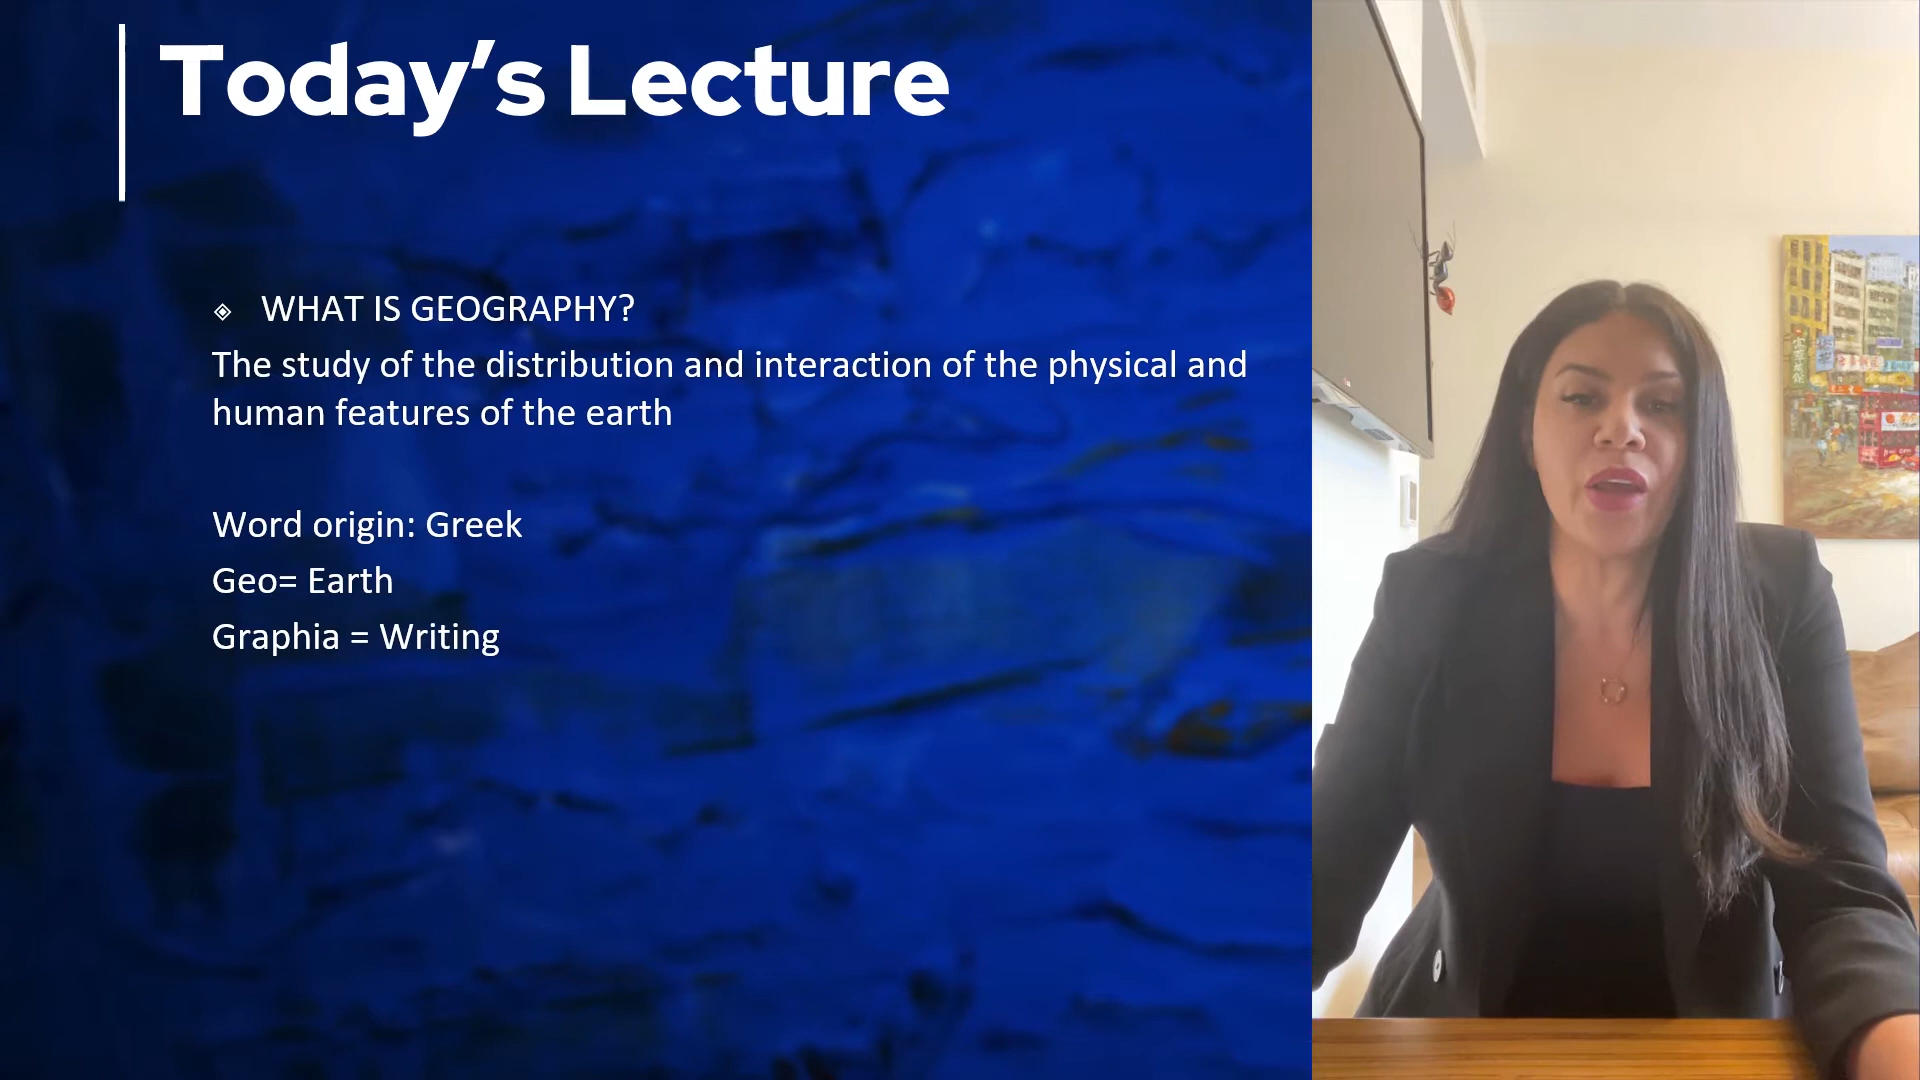 Today’s Lecture
WHAT IS GEOGRAPHY?
The study of the distribution and interaction of the physical and
human features of the earth
Word origin: Greek
Geo= Earth
Graphia = Writing